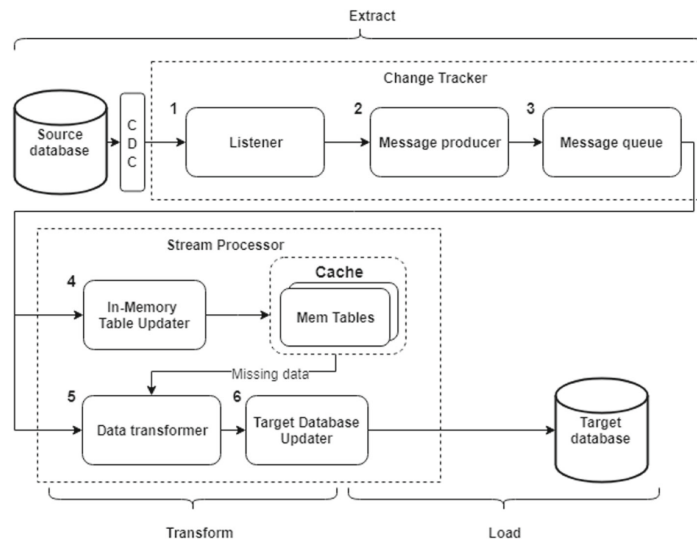 Extract
Change Tracker
Source
database
C
D
C
1
Listener
2
Message producer
3
Message queue
Stream Processor
4
In-Memory
Table Updater
Cache
Mem Tables
Missing data
5
Data transformer
6
Target Database
Updater
Target
database
Transform
Load